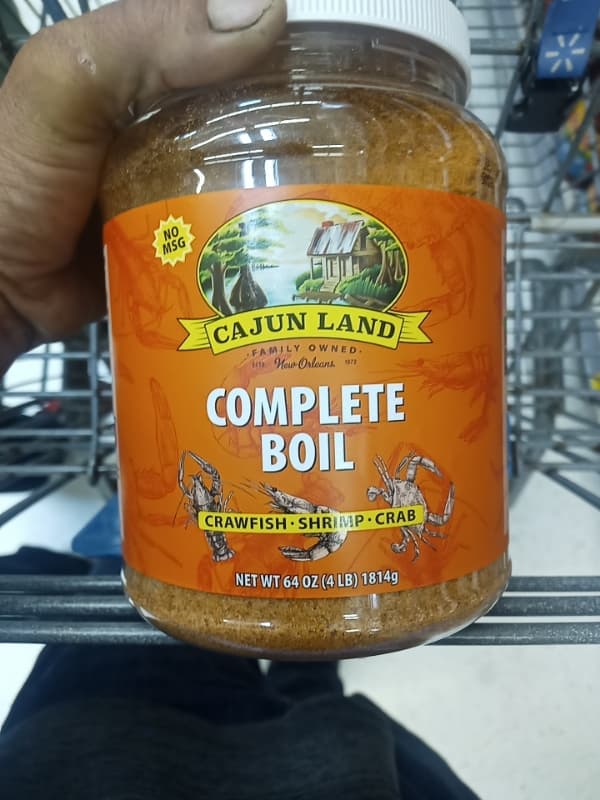 NO
MSG
CAJUN LAND
·FAMILY OWNED·
New Orleans
COMPLETE
BOIL
CRAWFISH · SHRIMP · CRAB
NET WT 64 OZ (4 LB) 1814g